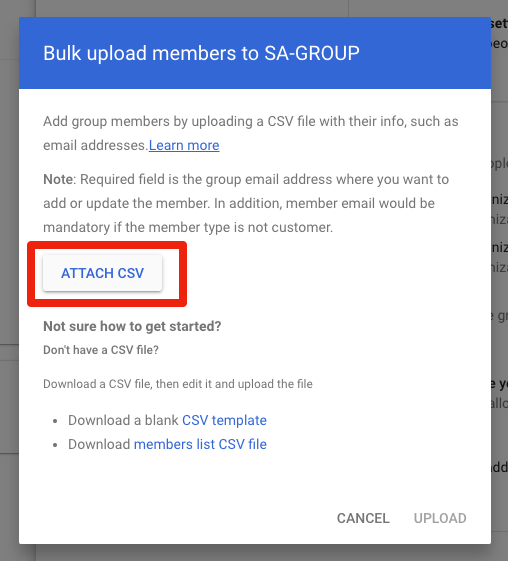 Bulk upload members to SA-GROUP
Add group members by uploading a CSV file with their info, such as
email addresses.Learn more
Note: Required field is the group email address where you want to
add or update the member. In addition, member email would be
mandatory if the member type is not customer.
ATTACH CSV
Not sure how to get started?
Don't have a CSV file?
Download a CSV file, then edit it and upload the file
• Download a blank CSV template
• Download members list CSV file
CANCEL UPLOAD